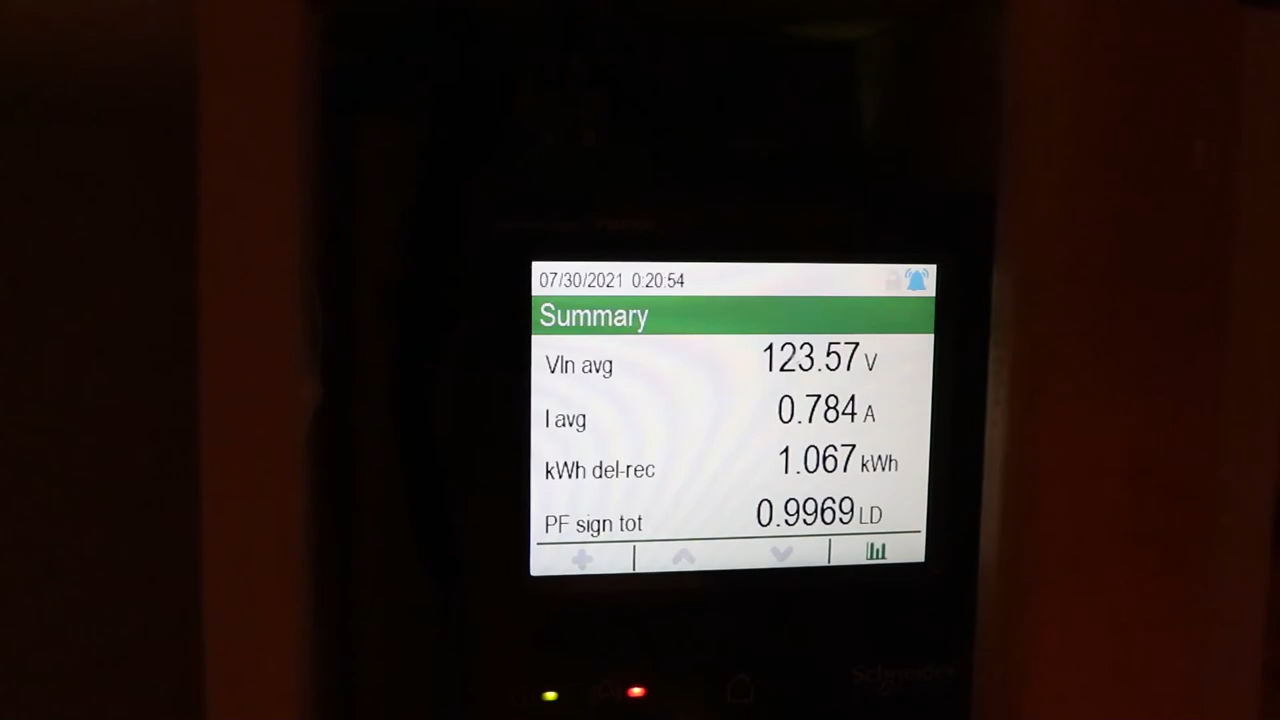 07/30/2021 0:20:54
Summary
Vln avg 123.57 V
I avg 0.784 A
kWh del-rec 1.067 kWh
PF sign tot 0.9969 LD
Schneider